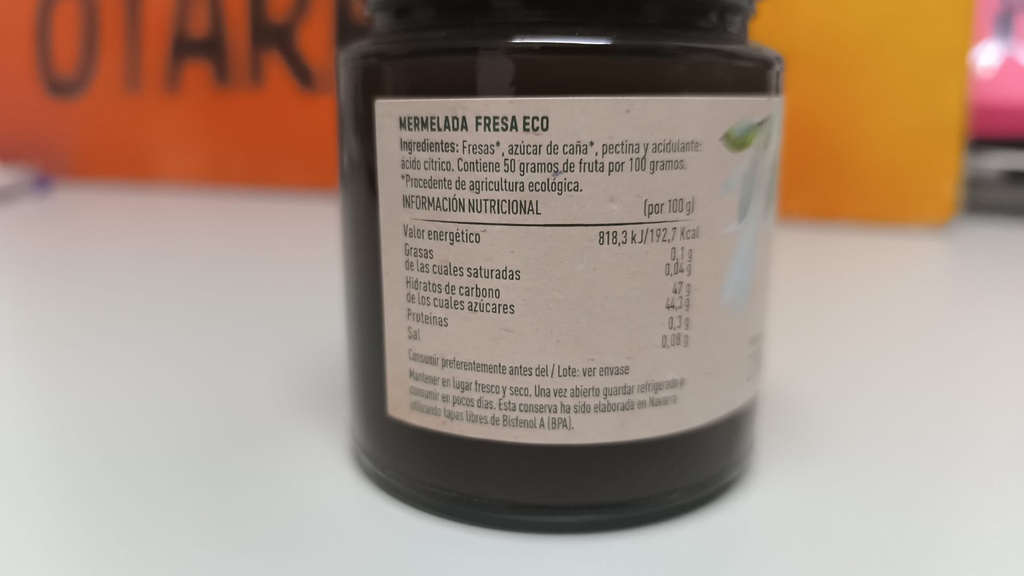 OTAR
MERMELADA FRESA ECO
Ingredientes: Fresas*, azúcar de caña*, pectina y acidulante:
ácido cítrico. Contiene 50 gramos de fruta por 100 gramos.
*Procedente de agricultura ecológica.
INFORMACIÓN NUTRICIONAL (por 100 g)
Valor energético 818,3 kJ/192,7 Kcal
Grasas 0,1 g
de las cuales saturadas 0,04 g
Hidratos de carbono 47 g
de los cuales azúcares 44,3 g
Proteínas 0,3 g
Sal 0,08 g
Consumir preferentemente antes del / Lote: ver envase
Mantener en lugar fresco y seco. Una vez abierto guardar refrigerado y
consumir en pocos días. Esta conserva ha sido elaborada en Navarra
utilizando tapas libres de Bisfenol A (BPA).